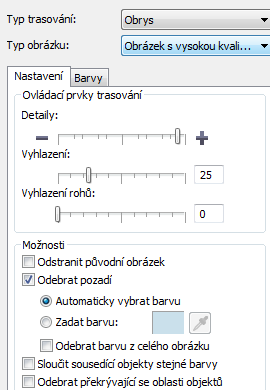 Typ trasování: Obrys
Typ obrázku: Obrázek s vysokou kvali...
Nastavení Barvy
Ovládací prvky trasování
Detaily:
Vyhlazení:
25
Vyhlazení rohů:
0
Možnosti
Odstranit původní obrázek
Odebrat pozadí
Automaticky vybrat barvu
Zadat barvu:
Odebrat barvu z celého obrázku
Sloučit sousedící objekty stejné barvy
Odebrat překrývající se oblasti objektů